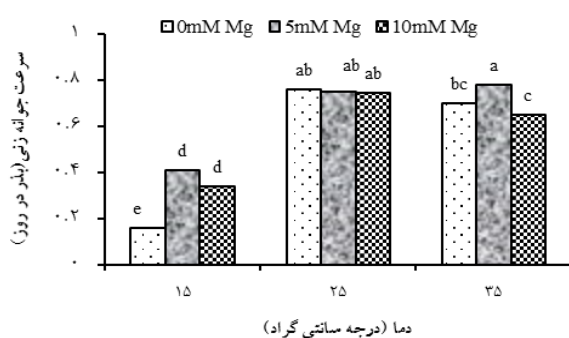 0mM Mg 5mM Mg 10mM Mg
سرعت جوانه زنی(بذر در روز)
۱
۰.۸
۰.۶
۰.۴
۰.۲
۰
e d d
ab ab ab
bc a c
۱۵ ۲۵ ۳۵
دما (درجه سانتی گراد)